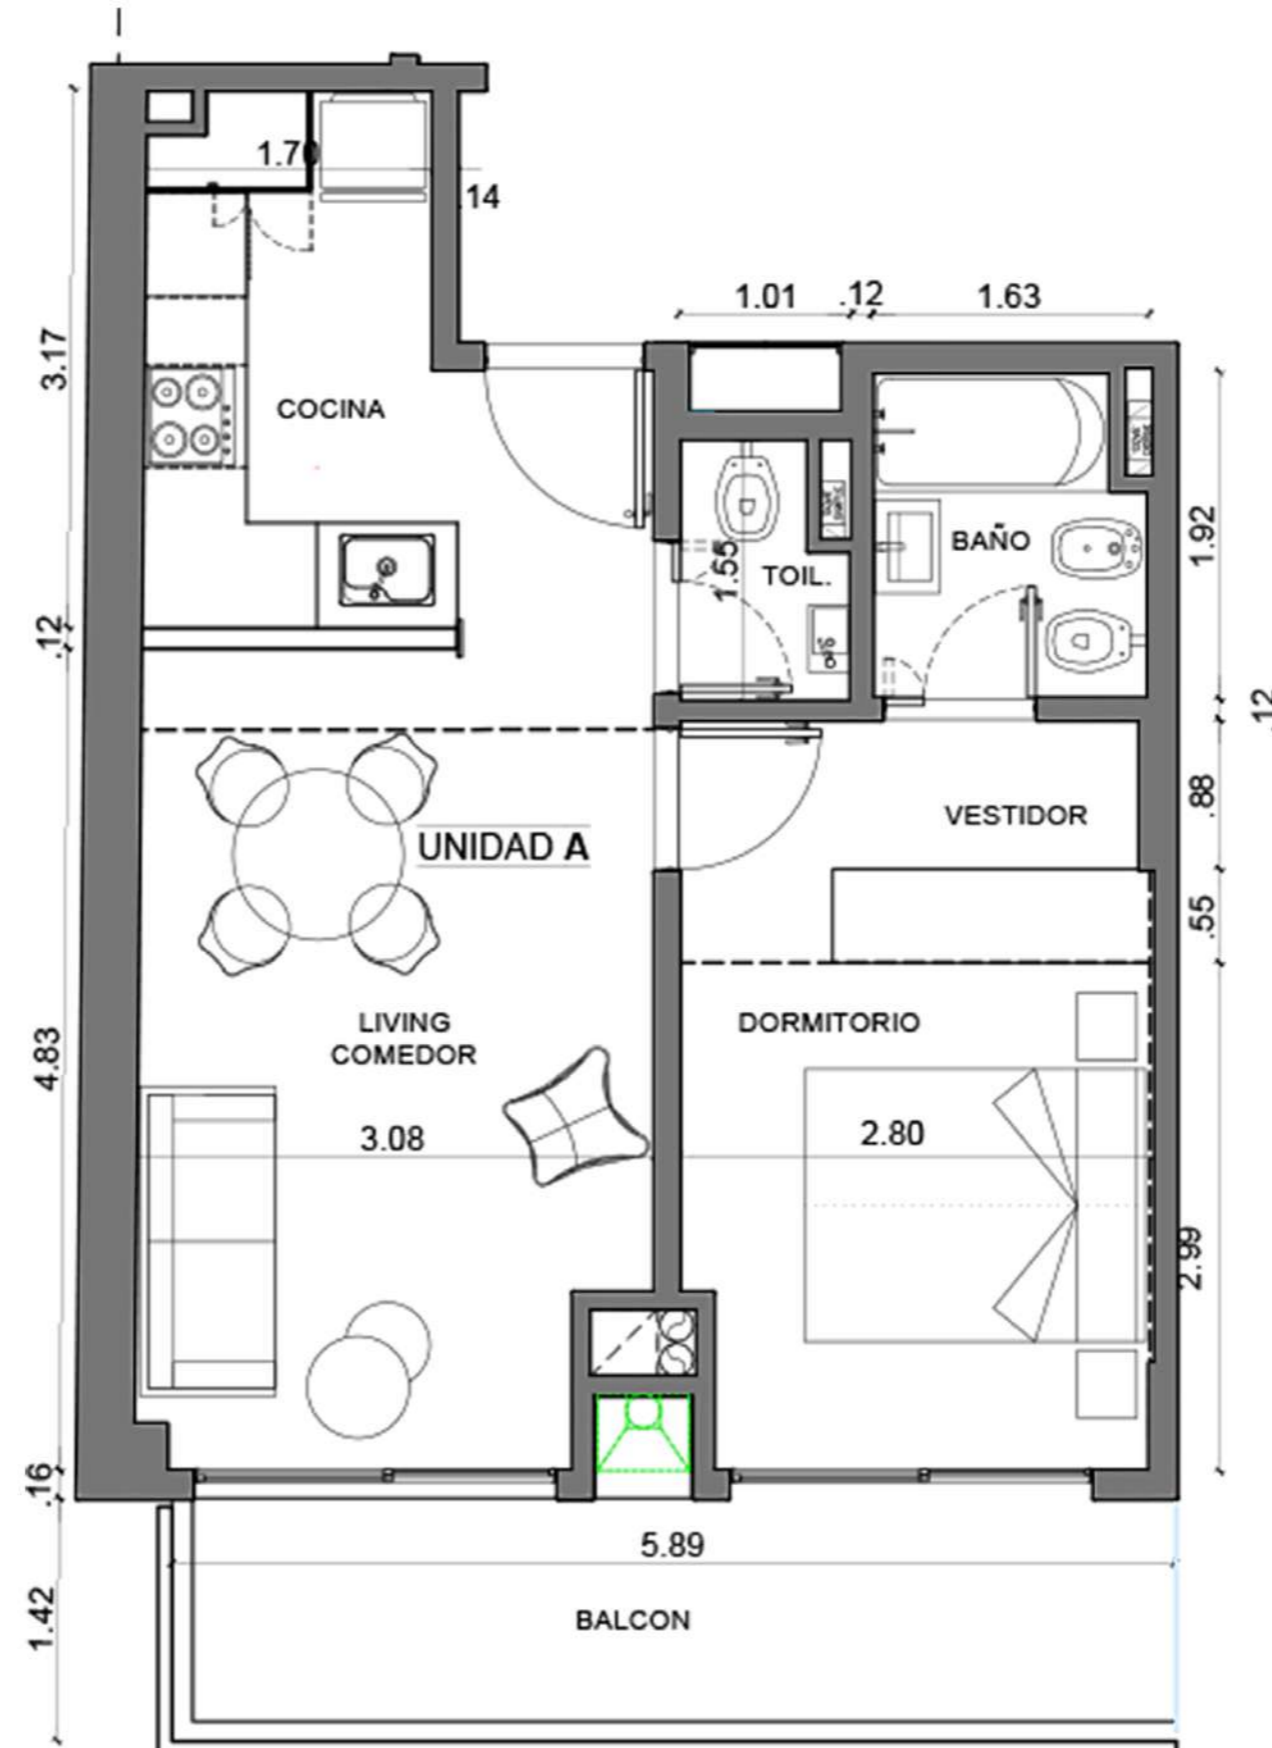 1.70
.14
1.01
.12
1.63
3.17
COCINA
1.92
BAÑO
1.55
TOIL.
.12
.12
.88
VESTIDOR
UNIDAD A
.55
LIVING
COMEDOR
DORMITORIO
4.83
3.08
2.80
2.99
.16
5.89
1.42
BALCON